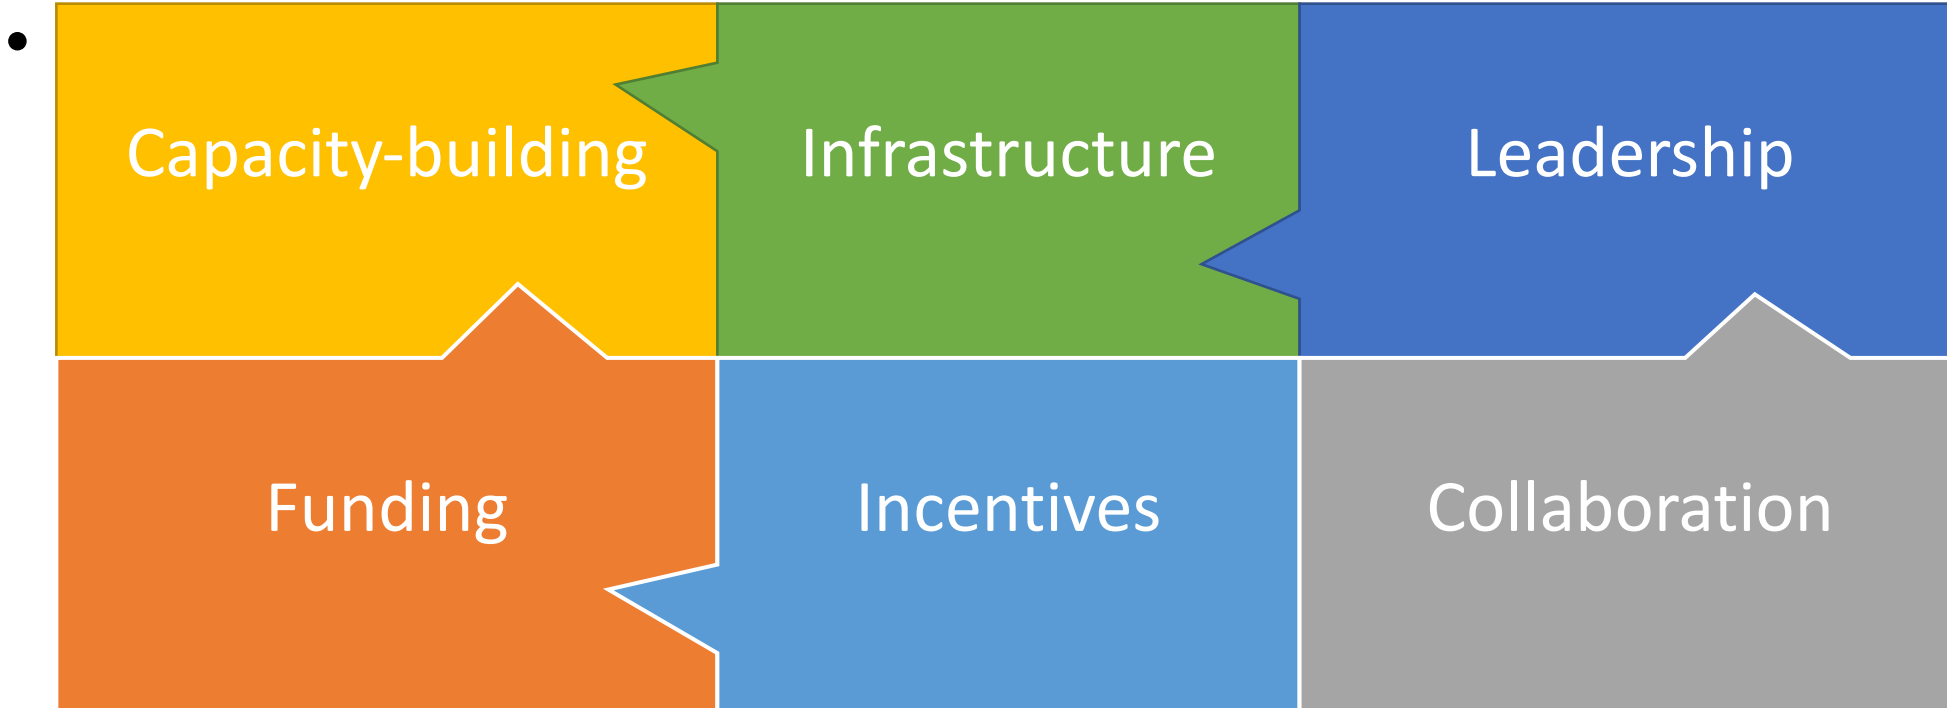 Capacity-building
Infrastructure
Leadership
Funding
Incentives
Collaboration